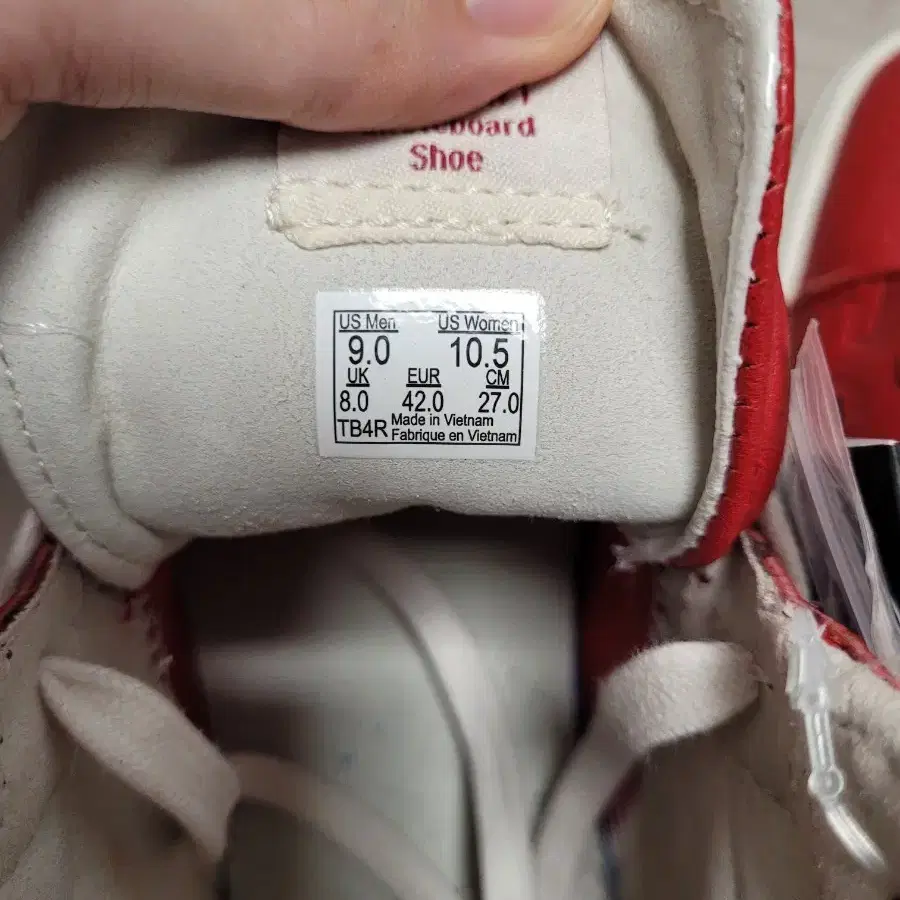 Shoe
US Men US Women
9.0 10.5
UK EUR CM
8.0 42.0 27.0
TB4R Made in Vietnam
Fabrique en Vietnam